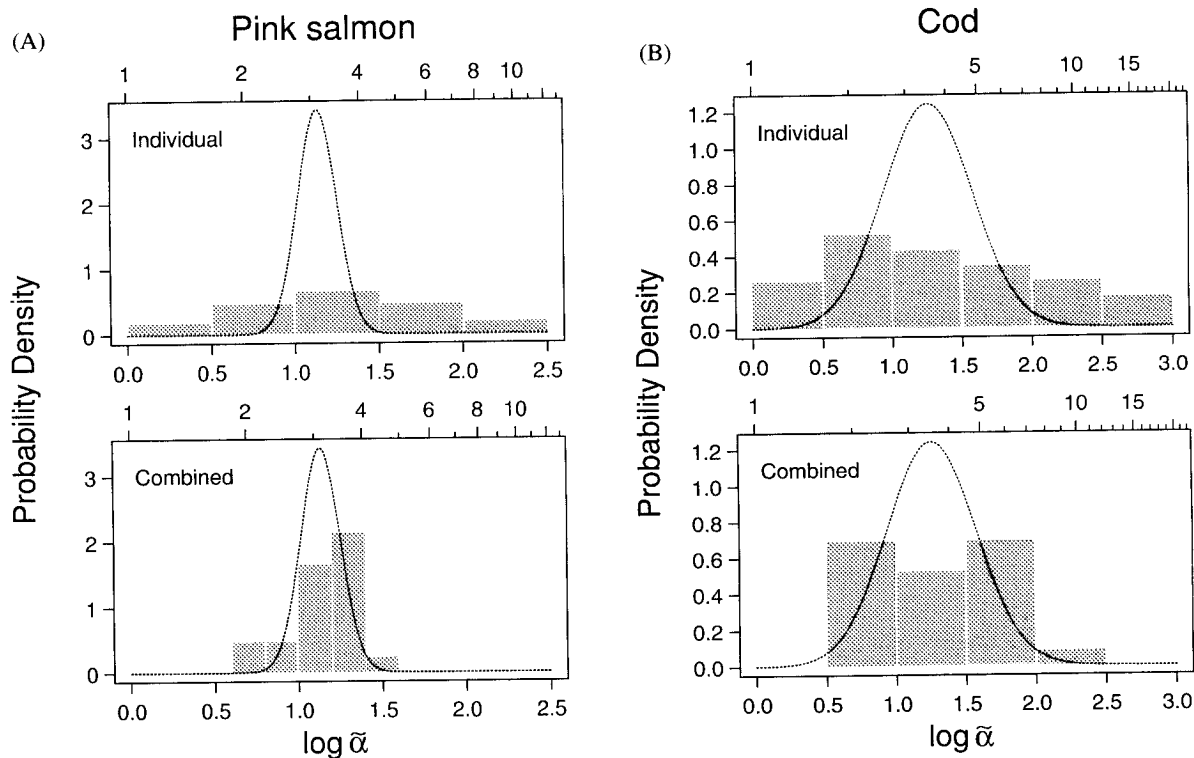 (A)
Pink salmon
1 2 4 6 8 10
Individual
3
2
1
0
0.0 0.5 1.0 1.5 2.0 2.5
1 2 4 6 8 10
Combined
3
2
1
0
0.0 0.5 1.0 1.5 2.0 2.5
Probability Density
log α̃
(B)
Cod
1 5 10 15
Individual
1.2
1.0
0.8
0.6
0.4
0.2
0.0
0.0 0.5 1.0 1.5 2.0 2.5 3.0
1 5 10 15
Combined
1.2
1.0
0.8
0.6
0.4
0.2
0.0
0.0 0.5 1.0 1.5 2.0 2.5 3.0
Probability Density
log α̃